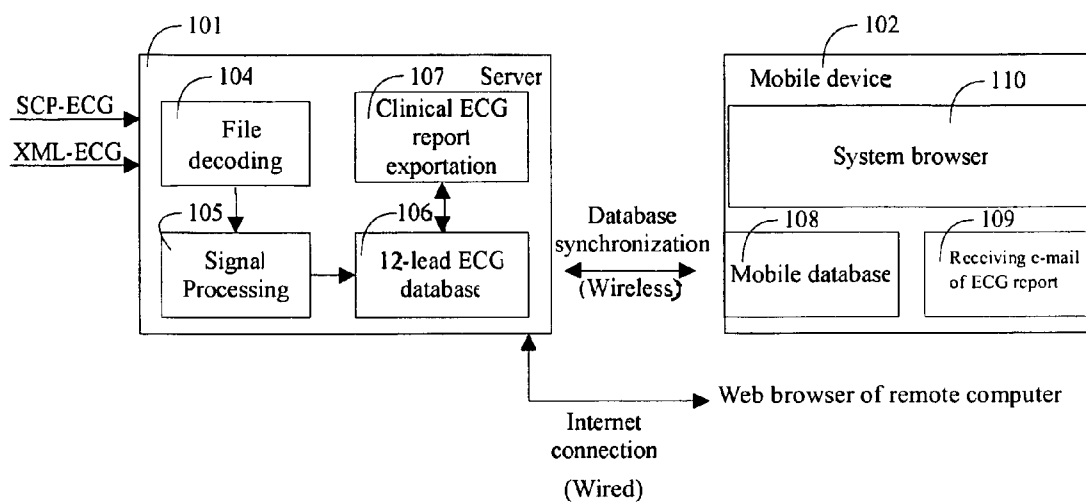 101
104
107
Server
SCP-ECG
XML-ECG
File
decoding
Clinical ECG
report
exportation
105
106
Signal
Processing
12-lead ECG
database
Database
synchronization
(Wireless)
102
Mobile device
110
System browser
108
109
Mobile database
Receiving e-mail
of ECG report
Web browser of remote computer
Internet
connection
(Wired)